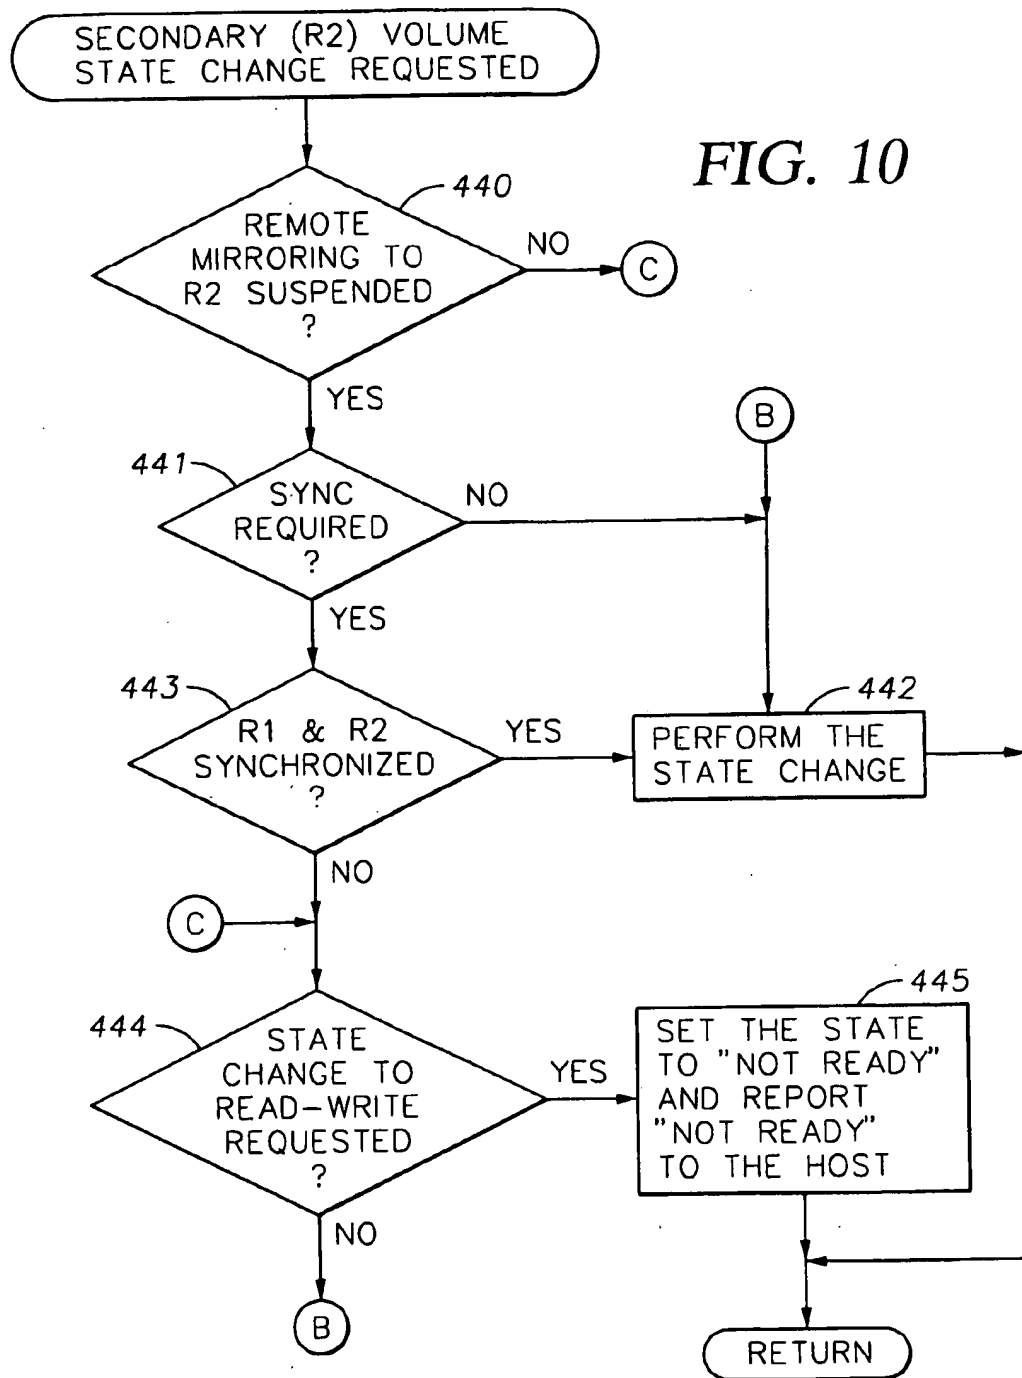 SECONDARY (R2) VOLUME
STATE CHANGE REQUESTED
FIG. 10
440
REMOTE
MIRRORING TO
R2 SUSPENDED
?
NO
C
YES
B
441
SYNC
REQUIRED
?
NO
YES
443
R1 & R2
SYNCHRONIZED
?
YES
442
PERFORM THE
STATE CHANGE
NO
C
444
STATE
CHANGE TO
READ-WRITE
REQUESTED
?
YES
445
SET THE STATE
TO "NOT READY"
AND REPORT
"NOT READY"
TO THE HOST
NO
B
RETURN